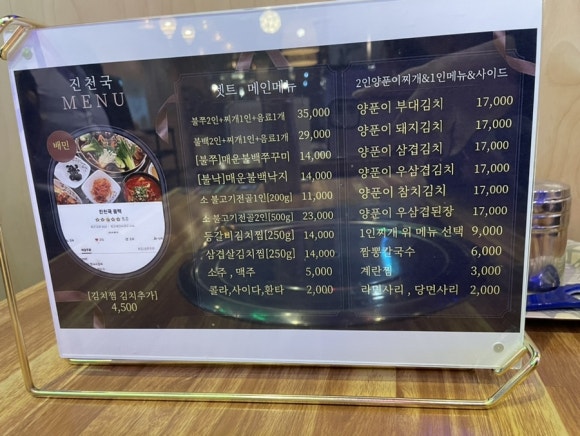 진천국
MENU
배민
진천국 불백
5.0
[김치찜 김치추가]
4,500
셋트, 메인메뉴
불쭈2인+찌개1인+음료1개 35,000
불백2인+찌개1인+음료1개 29,000
[불쭈]매운불백쭈꾸미 14,000
[불낙]매운불백낙지 14,000
소 불고기전골1인[200g] 11,000
소 불고기전골2인[500g] 23,000
등갈비김치찜[250g] 14,000
삼겹살김치찜[250g] 14,000
소주 , 맥주 5,000
콜라,사이다,환타 2,000
2인양푼이찌개&1인메뉴&사이드
양푼이 부대김치 17,000
양푼이 돼지김치 17,000
양푼이 삼겹김치 17,000
양푼이 우삼겹김치 17,000
양푼이 참치김치 17,000
양푼이 우삼겹된장 17,000
1인찌개 위 메뉴 선택 9,000
짬뽕칼국수 6,000
계란찜 3,000
라면사리 , 당면사리 2,000